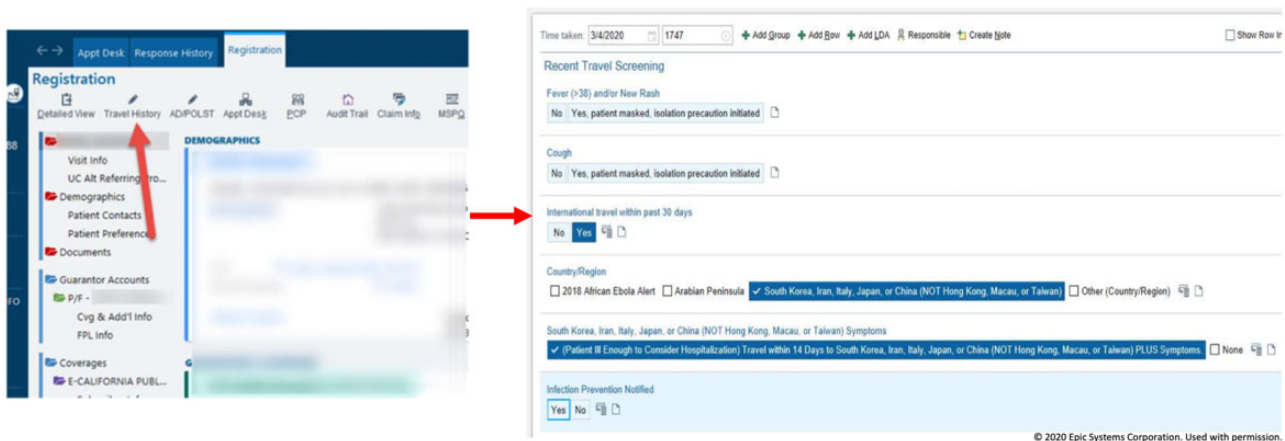 Appt Desk Response History Registration
Registration
Detailed View Travel History AD/POLST Appt Desk PCP Audit Trail Claim Info MSPQ
88
DEMOGRAPHICS
Visit Info
UC Alt Referring Pro...
Demographics
Patient Contacts
Patient Preference
Documents
Guarantor Accounts
FO
P/F -
Cvg & Add'l Info
FPL Info
Coverages
G
E-CALIFORNIA PUBL...
Time taken: 3/4/2020 1747 Add Group Add Row Add LDA Responsible Create Note Show Row Ir
Recent Travel Screening
Fever (>38) and/or New Rash
No Yes, patient masked, isolation precaution initiated
Cough
No Yes, patient masked, isolation precaution initiated
International travel within past 30 days
No Yes
Country/Region
2018 African Ebola Alert Arabian Peninsula South Korea, Iran, Italy, Japan, or China (NOT Hong Kong, Macau, or Taiwan) Other (Country/Region)
South Korea, Iran, Italy, Japan, or China (NOT Hong Kong, Macau, or Taiwan) Symptoms
(Patient Ill Enough to Consider Hospitalization) Travel within 14 Days to South Korea, Iran, Italy, Japan, or China (NOT Hong Kong, Macau, or Taiwan) PLUS Symptoms. None
Infection Prevention Notified
Yes No
© 2020 Epic Systems Corporation. Used with permission.